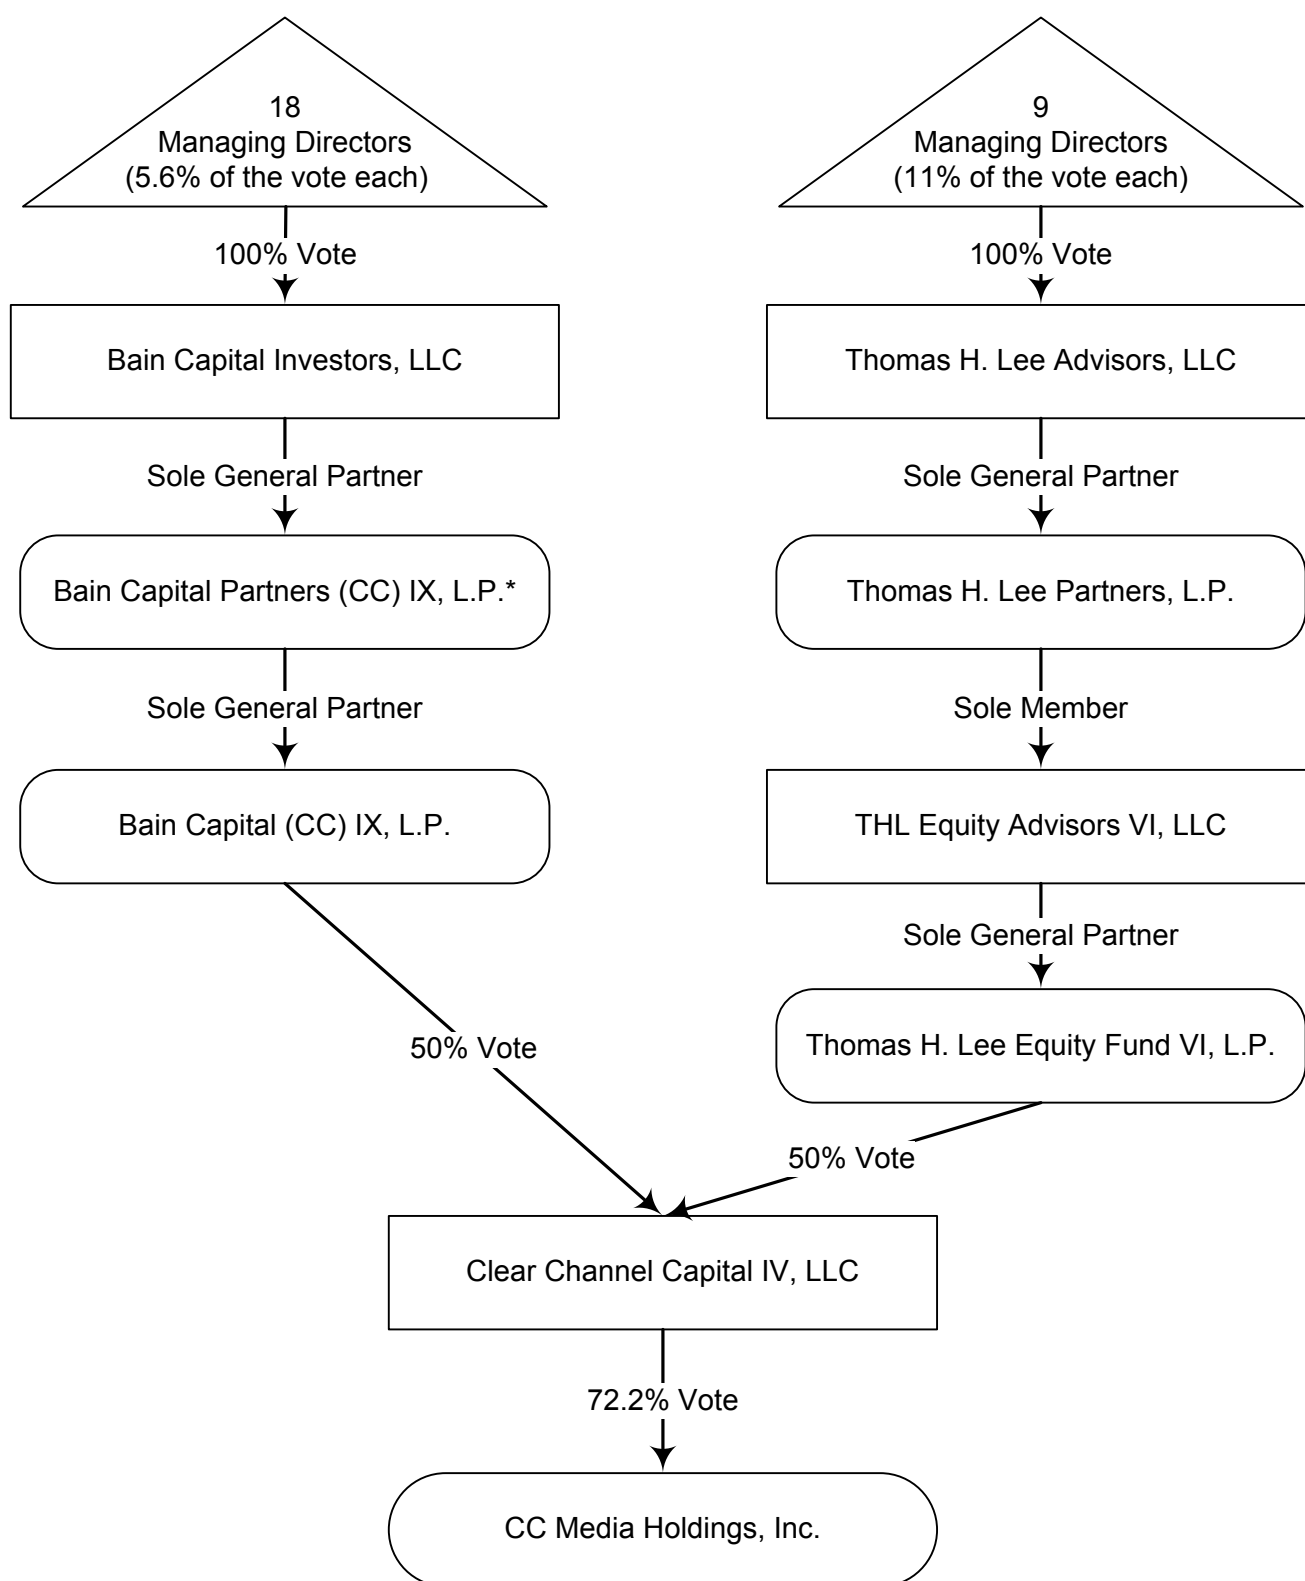 18
Managing Directors
(5.6% of the vote each)
9
Managing Directors
(11% of the vote each)
100% Vote
100% Vote
Bain Capital Investors, LLC
Thomas H. Lee Advisors, LLC
Sole General Partner
Sole General Partner
Bain Capital Partners (CC) IX, L.P.*
Thomas H. Lee Partners, L.P.
Sole General Partner
Sole Member
Bain Capital (CC) IX, L.P.
THL Equity Advisors VI, LLC
Sole General Partner
Thomas H. Lee Equity Fund VI, L.P.
50% Vote
50% Vote
Clear Channel Capital IV, LLC
72.2% Vote
CC Media Holdings, Inc.